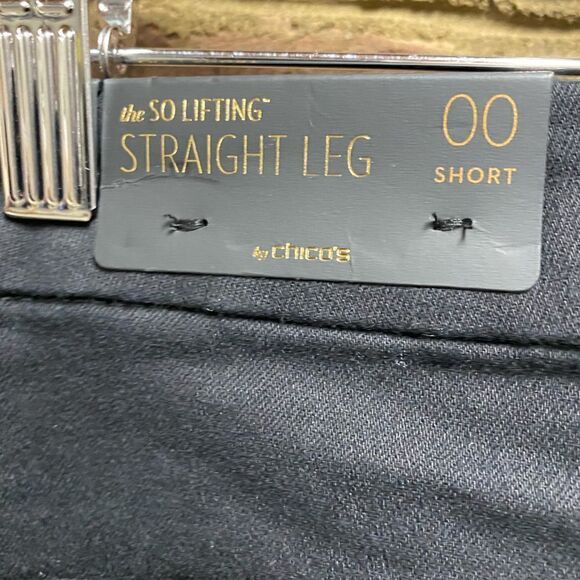 the SO LIFTING™
STRAIGHT LEG
00
SHORT
by chico's